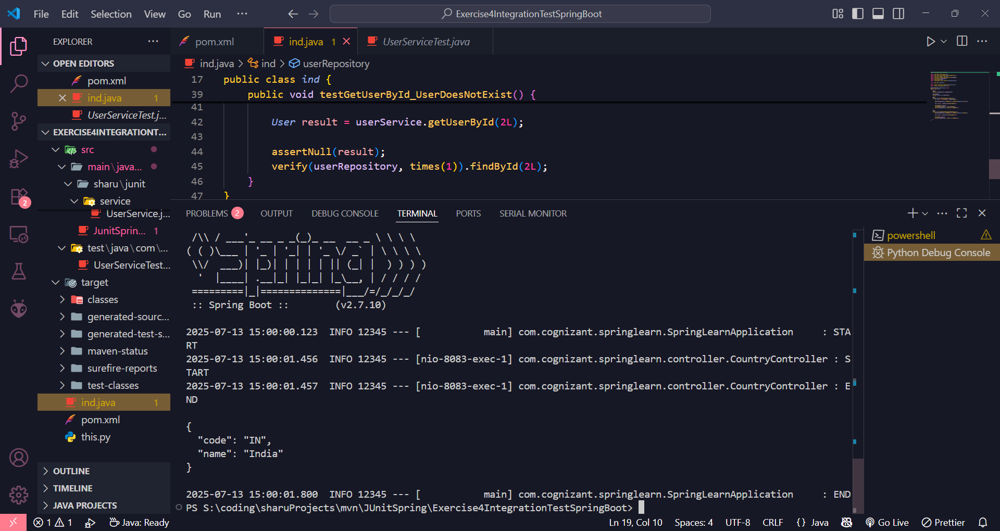 File Edit Selection View Go Run ··· Exercise4IntegrationTestSpringBoot
EXPLORER
OPEN EDITORS
pom.xml
ind.java 1
UserServiceTest.j...
EXERCISE4INTEGRATIONT...
src
main\java...
sharu\junit
service
UserService.j...
JunitSprin... 1
test\java\com\...
UserServiceTest...
target
classes
generated-sourc...
generated-test-s...
maven-status
surefire-reports
test-classes
ind.java 1
pom.xml
this.py
OUTLINE
TIMELINE
JAVA PROJECTS
2
pom.xml ind.java 1 UserServiceTest.java
ind.java > ind > userRepository
17 public class ind {
39 public void testGetUserById_UserDoesNotExist() {
41
42 User result = userService.getUserById(2L);
43
44 assertNull(result);
45 verify(userRepository, times(1)).findById(2L);
46 }
47 }
PROBLEMS 2 OUTPUT DEBUG CONSOLE TERMINAL PORTS SERIAL MONITOR
powershell
Python Debug Console
 /\\ / ___'_ __ _ _(_)_ __  __ _ \ \ \ \
( ( )\___ | '_ | '_| | '_ \/ _` | \ \ \ \
 \\/  ___)| |_)| | | | | || (_| |  ) ) ) )
  '  |____| .__|_| |_|_| |_\__, | / / / /
 =========|_|==============|___/=/_/_/_/
 :: Spring Boot ::        (v2.7.10)
2025-07-13 15:00:00.123  INFO 12345 --- [           main] com.cognizant.springlearn.SpringLearnApplication     : STA
RT
2025-07-13 15:00:01.456  INFO 12345 --- [nio-8083-exec-1] com.cognizant.springlearn.controller.CountryController : S
TART
2025-07-13 15:00:01.457  INFO 12345 --- [nio-8083-exec-1] com.cognizant.springlearn.controller.CountryController : E
ND
{
  "code": "IN",
  "name": "India"
}
2025-07-13 15:00:01.800  INFO 12345 --- [           main] com.cognizant.springlearn.SpringLearnApplication     : END
PS S:\coding\sharuProjects\mvn\JUnitSpring\Exercise4IntegrationTestSpringBoot>
1 1 Java: Ready Ln 19, Col 10 Spaces: 4 UTF-8 CRLF {} Java Go Live Prettier